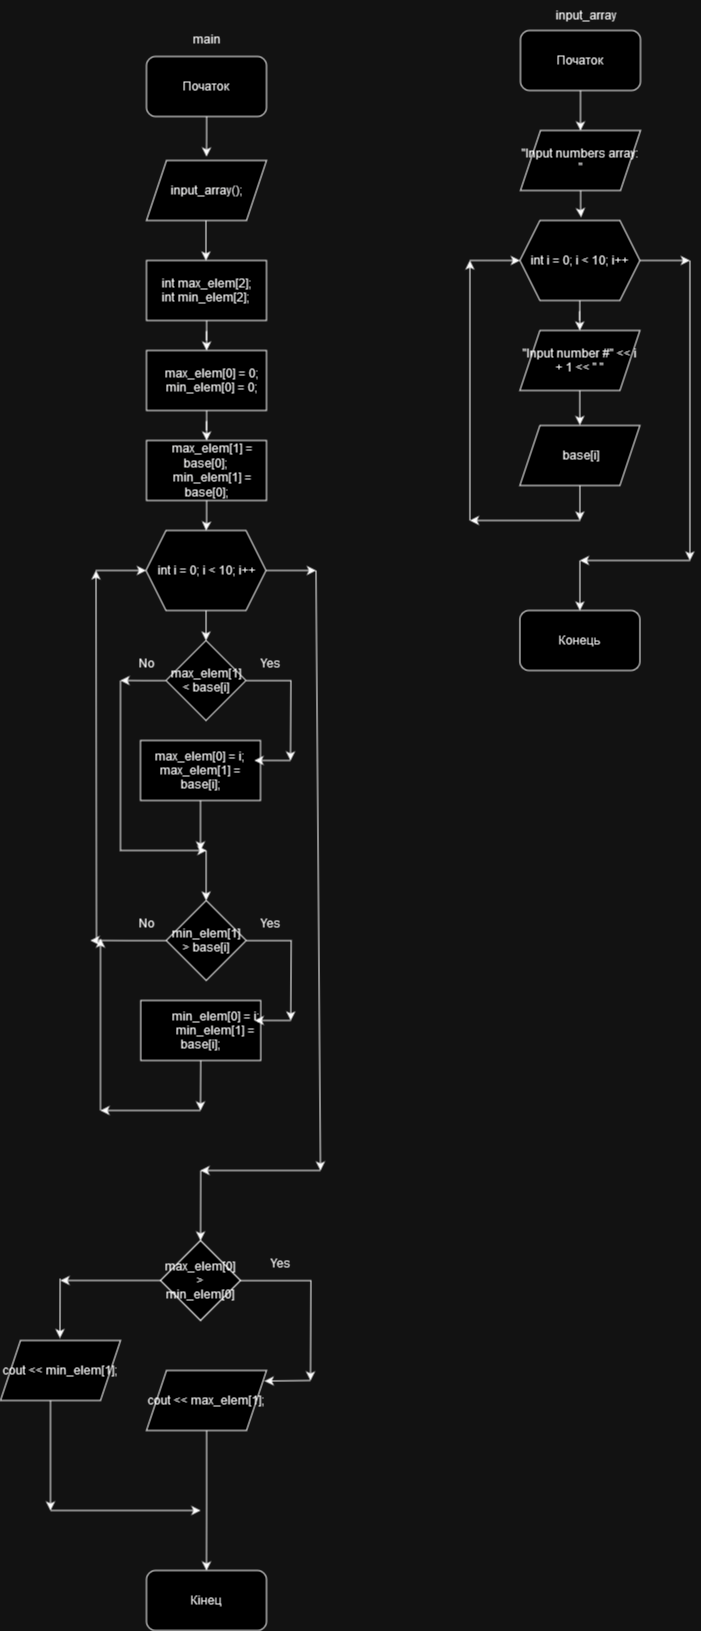 main
Початок
input_array();
int max_elem[2];
int min_elem[2];
max_elem[0] = 0;
min_elem[0] = 0;
max_elem[1] =
base[0];
min_elem[1] =
base[0];
int i = 0; i < 10; i++
No
Yes
max_elem[1]
< base[i]
max_elem[0] = i;
max_elem[1] =
base[i];
No
Yes
min_elem[1]
> base[i]
min_elem[0] = i;
min_elem[1] =
base[i];
max_elem[0]
>
min_elem[0]
Yes
cout << min_elem[1];
cout << max_elem[1];
Кінец
input_array
Початок
"Input numbers array:
"
int i = 0; i < 10; i++
"Input number #" << i
+ 1 << " "
base[i]
Конець